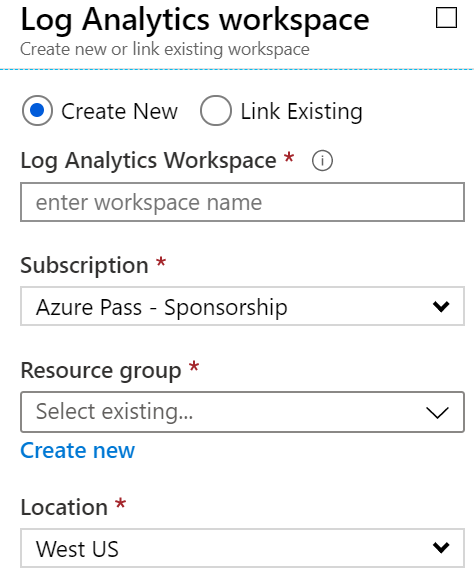 Log Analytics workspace
Create new or link existing workspace
Create New Link Existing
Log Analytics Workspace *
enter workspace name
Subscription *
Azure Pass - Sponsorship
Resource group *
Select existing...
Create new
Location *
West US